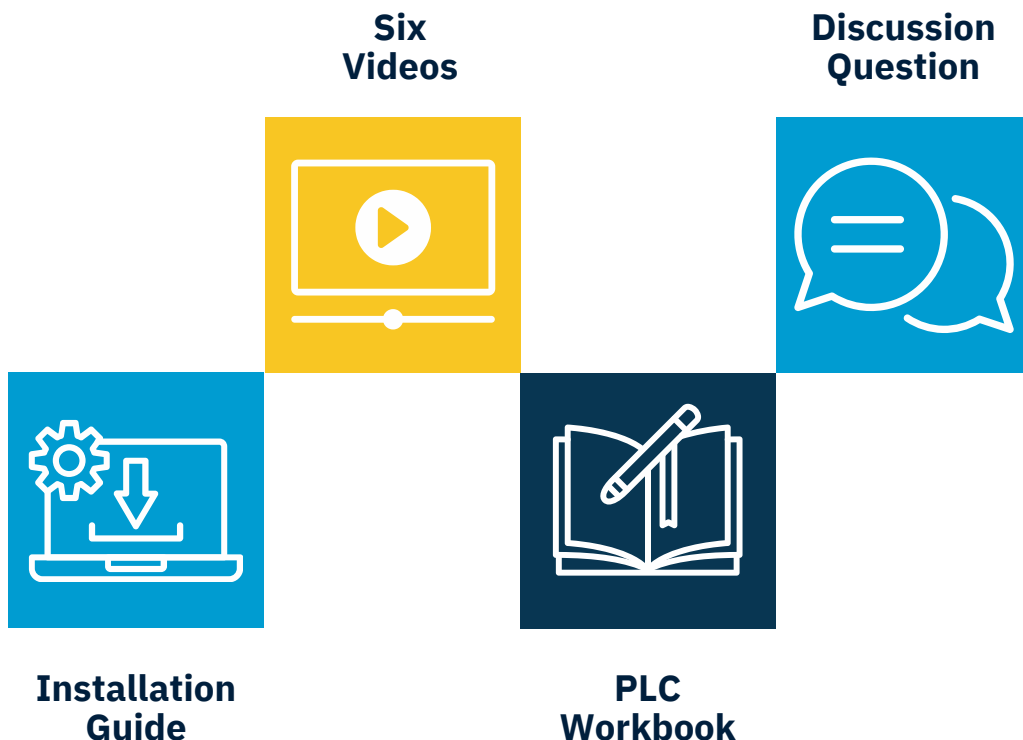 Six
Videos
Discussion
Question
Installation
Guide
PLC
Workbook